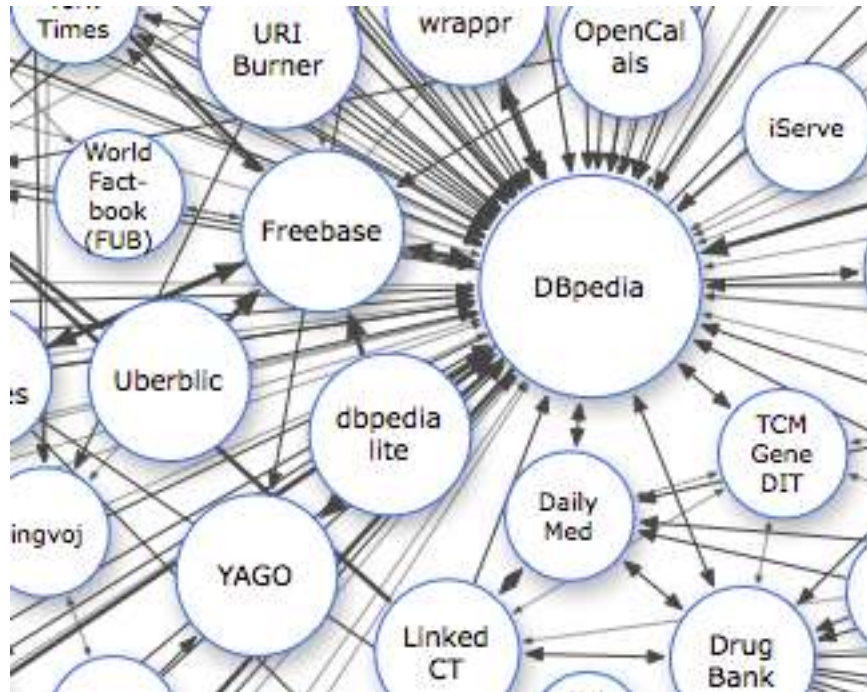 Times
URI
Burner
wrappr
OpenCal
ais
iServe
World
Fact-
book
(FUB)
Freebase
DBpedia
es
Uberblic
dbpedia
lite
TCM
Gene
DIT
Daily
Med
ingvoj
YAGO
Linked
CT
Drug
Bank